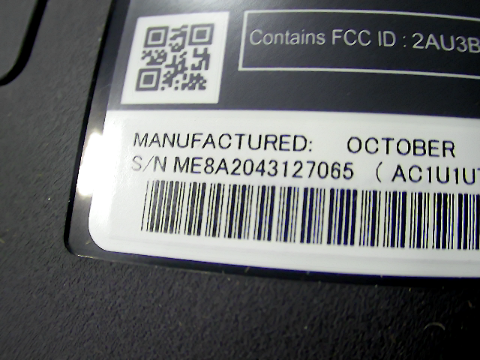 Contains FCC ID : 2AU3B
MANUFACTURED: OCTOBER
S/N ME8A2043127065 ( AC1U1U